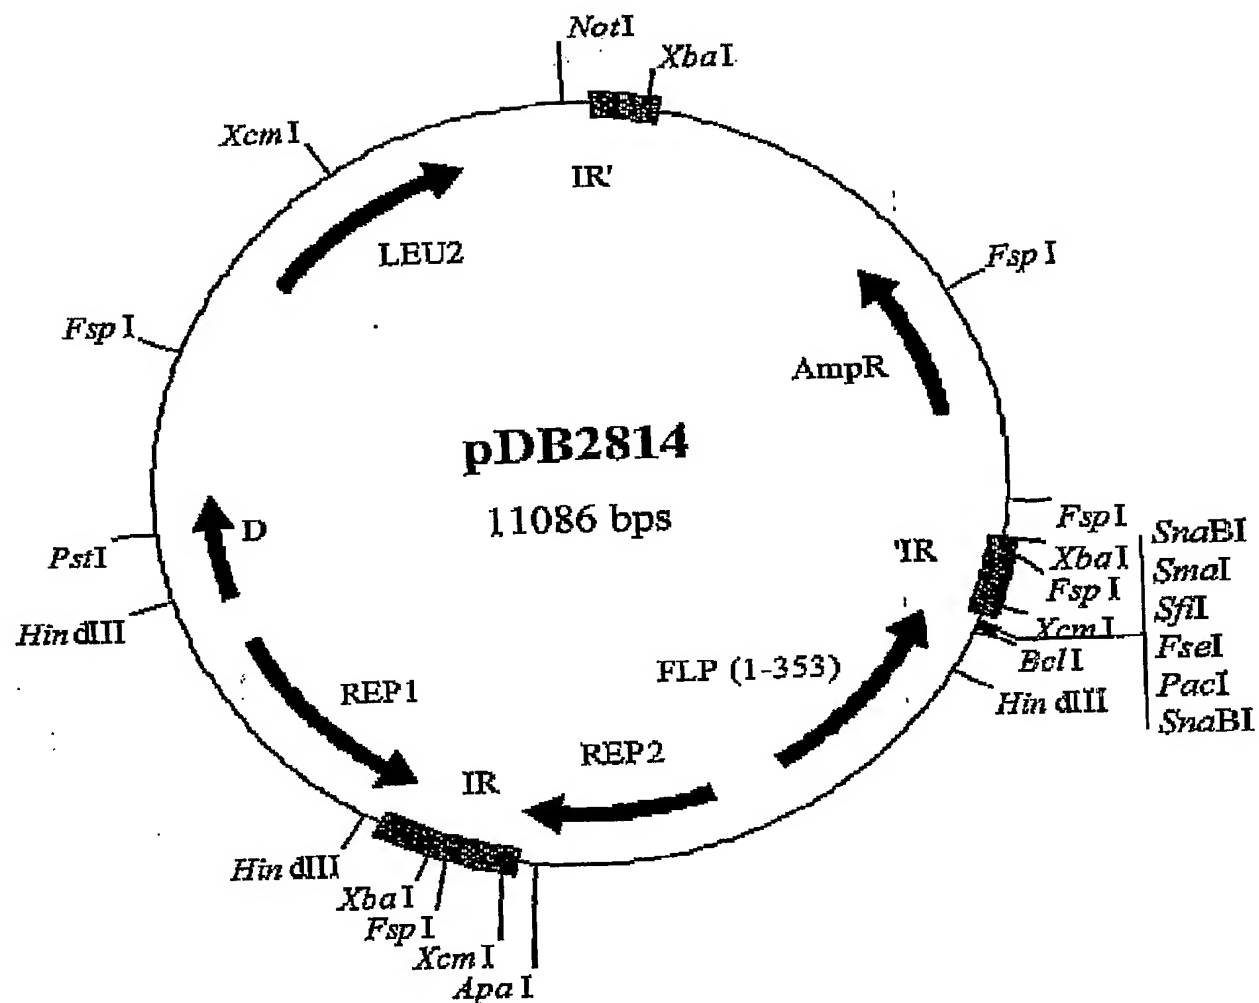 NotI
XbaI
XcmI
IR'
LEU2
FspI
FspI
AmpR
pDB2814
11086 bps
D
PstI
HindIII
'IR
FspI
XbaI
FspI
XcmI
BclI
HindIII
SnaBI
SmaI
SfiI
FseI
PacI
SnaBI
FLP (1-353)
REP1
IR
REP2
HindIII
XbaI
FspI
XcmI
ApaI